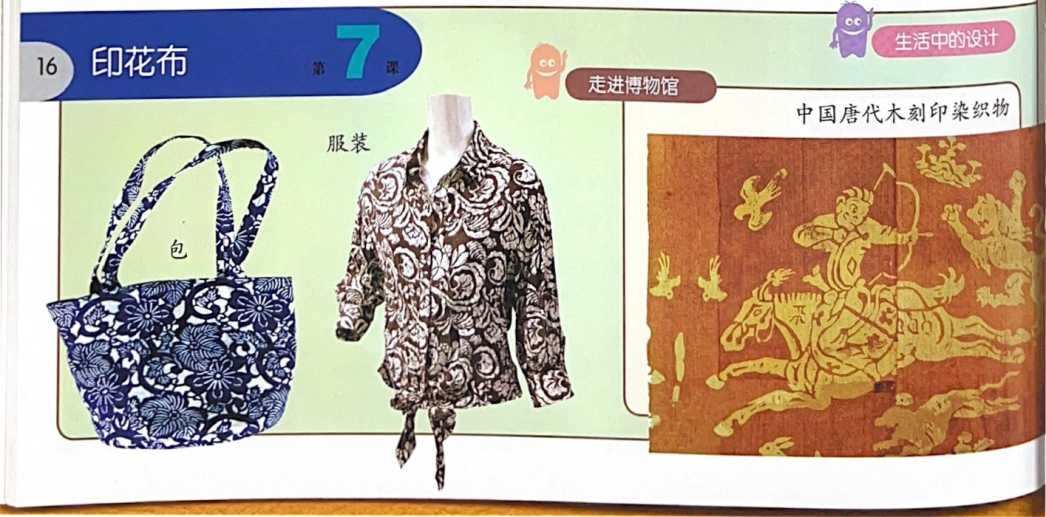 16
印花布
第7课
走进博物馆
生活中的设计
服装
包
中国唐代木刻印染织物